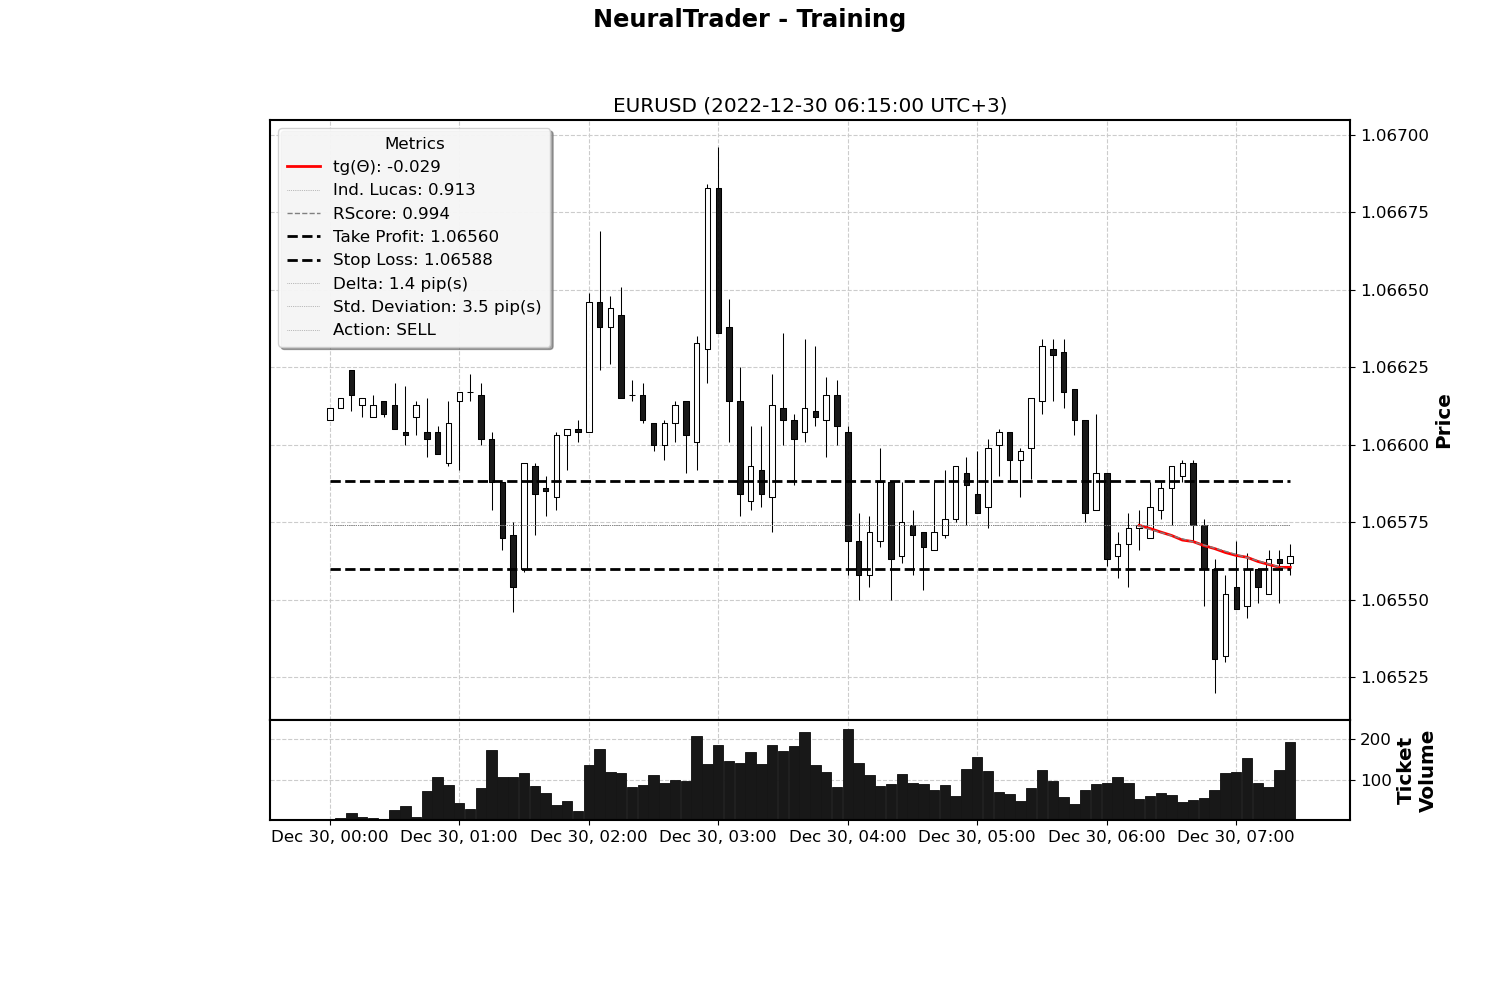 NeuralTrader - Training
EURUSD (2022-12-30 06:15:00 UTC+3)
Metrics
tg(Θ): -0.029
Ind. Lucas: 0.913
RScore: 0.994
Take Profit: 1.06560
Stop Loss: 1.06588
Delta: 1.4 pip(s)
Std. Deviation: 3.5 pip(s)
Action: SELL
1.06700
1.06675
1.06650
1.06625
1.06600
1.06575
1.06550
1.06525
Price
200
100
Ticket
Volume
Dec 30, 00:00 Dec 30, 01:00 Dec 30, 02:00 Dec 30, 03:00 Dec 30, 04:00 Dec 30, 05:00 Dec 30, 06:00 Dec 30, 07:00